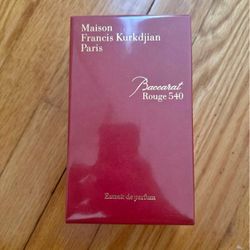 Maison
Francis Kurkdjian
Paris
Baccarat
Rouge 540
Extrait de parfum